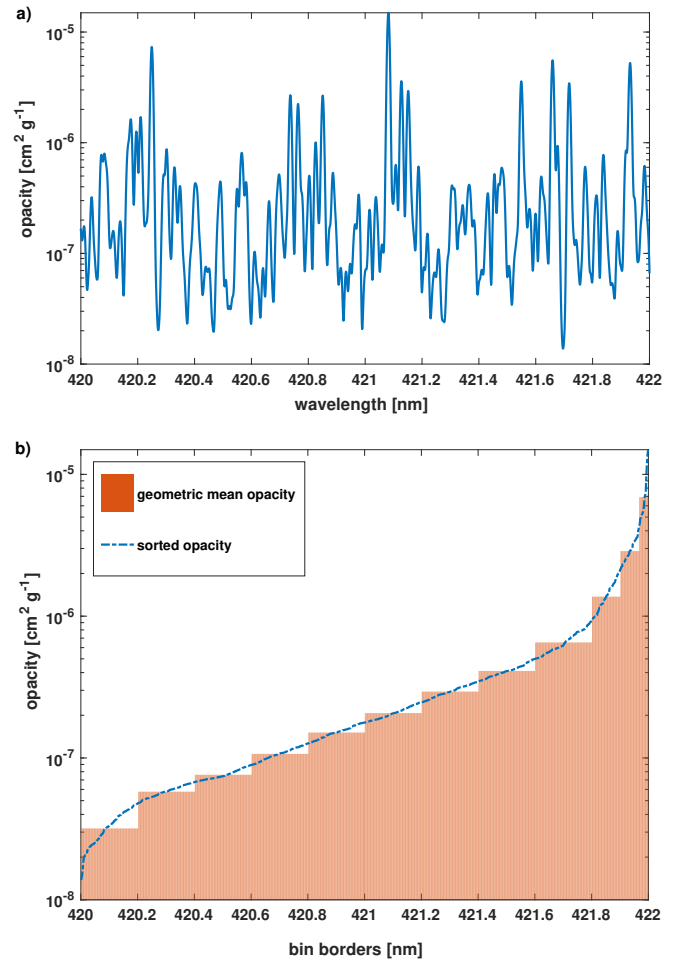 a)
10^-5
10^-6
10^-7
10^-8
opacity [cm^2 g^-1]
420 420.2 420.4 420.6 420.8 421 421.2 421.4 421.6 421.8 422
wavelength [nm]
b)
geometric mean opacity
sorted opacity
10^-5
10^-6
10^-7
10^-8
opacity [cm^2 g^-1]
420 420.2 420.4 420.6 420.8 421 421.2 421.4 421.6 421.8 422
bin borders [nm]